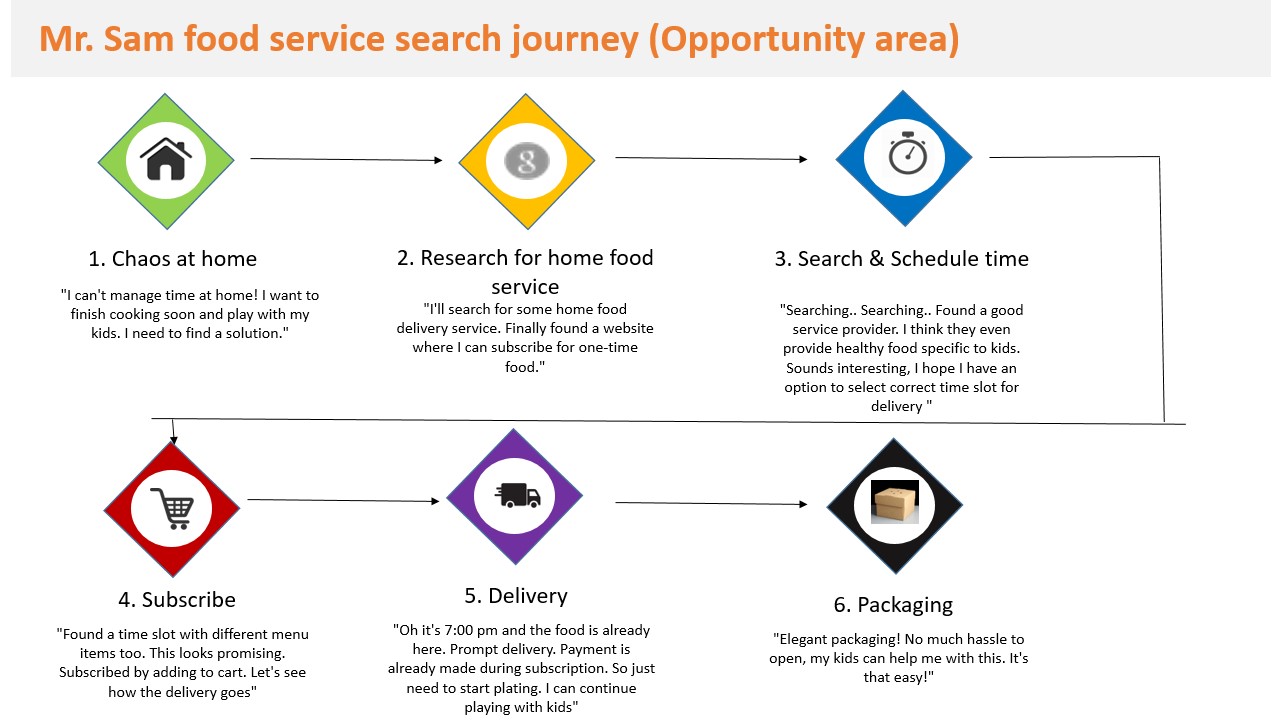 Mr. Sam food service search journey (Opportunity area)
g
1. Chaos at home
"I can't manage time at home! I want to
finish cooking soon and play with my
kids. I need to find a solution."
2. Research for home food
service
"I'll search for some home food
delivery service. Finally found a website
where I can subscribe for one-time
food."
3. Search & Schedule time
"Searching.. Searching.. Found a good
service provider. I think they even
provide healthy food specific to kids.
Sounds interesting, I hope I have an
option to select correct time slot for
delivery "
4. Subscribe
"Found a time slot with different menu
items too. This looks promising.
Subscribed by adding to cart. Let's see
how the delivery goes"
5. Delivery
"Oh it's 7:00 pm and the food is already
here. Prompt delivery. Payment is
already made during subscription. So just
need to start plating. I can continue
playing with kids"
6. Packaging
"Elegant packaging! No much hassle to
open, my kids can help me with this. It's
that easy!"